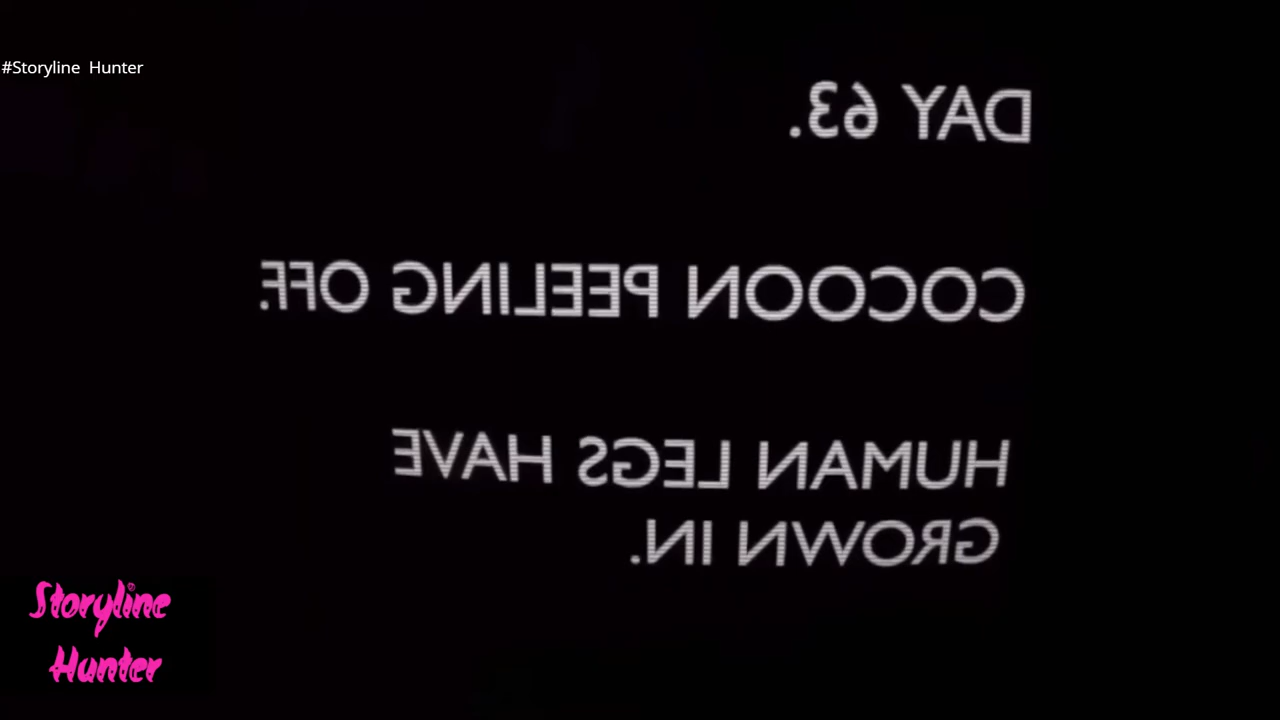 #Storyline Hunter
DAY 63.
COCOON PEELING OFF.
HUMAN LEGS HAVE
GROWN IN.
Storyline
Hunter